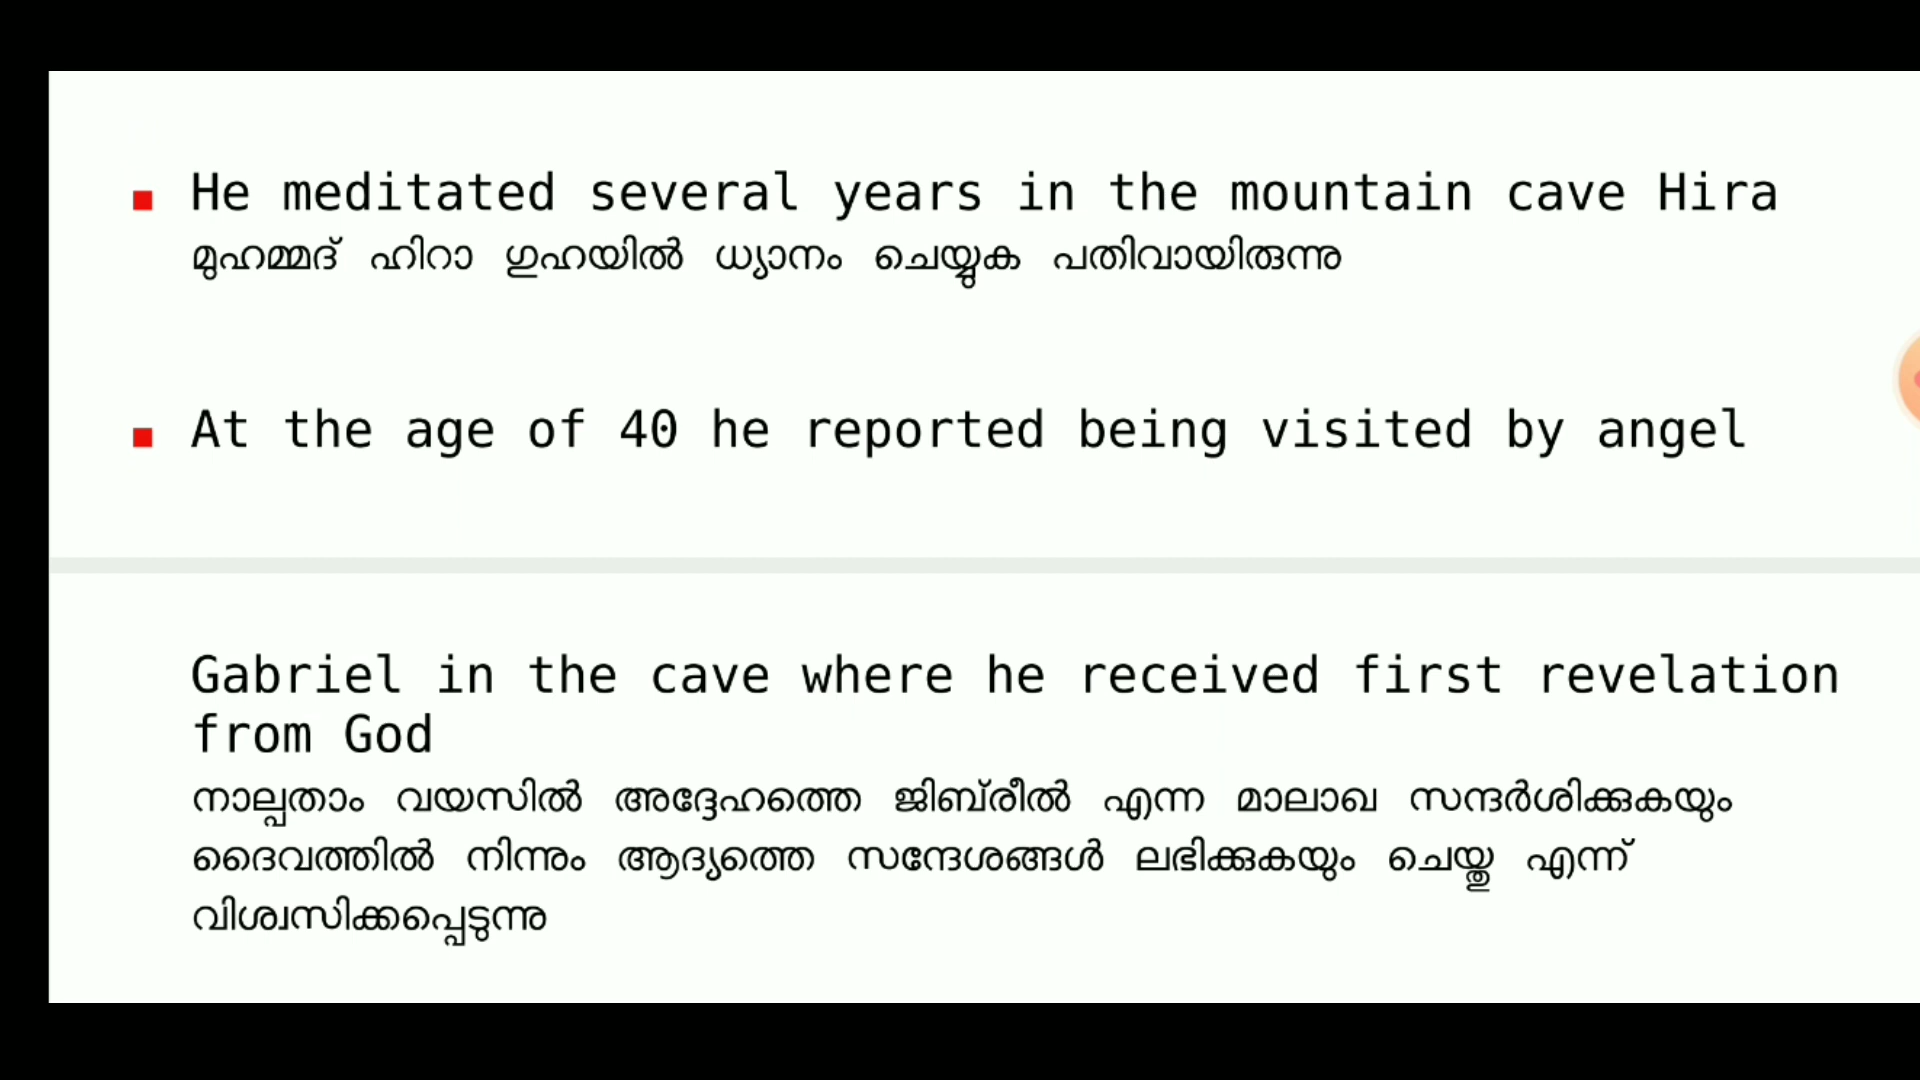 He meditated several years in the mountain cave Hira
മുഹമ്മദ് ഹിറാ ഗുഹയിൽ ധ്യാനം ചെയ്യുക പതിവായിരുന്നു
At the age of 40 he reported being visited by angel
Gabriel in the cave where he received first revelation
from God
നാല്പതാം വയസിൽ അദ്ദേഹത്തെ ജിബ്‌രീൽ എന്ന മാലാഖ സന്ദർശിക്കുകയും
ദൈവത്തിൽ നിന്നും ആദ്യത്തെ സന്ദേശങ്ങൾ ലഭിക്കുകയും ചെയ്തു എന്ന്
വിശ്വസിക്കപ്പെടുന്നു